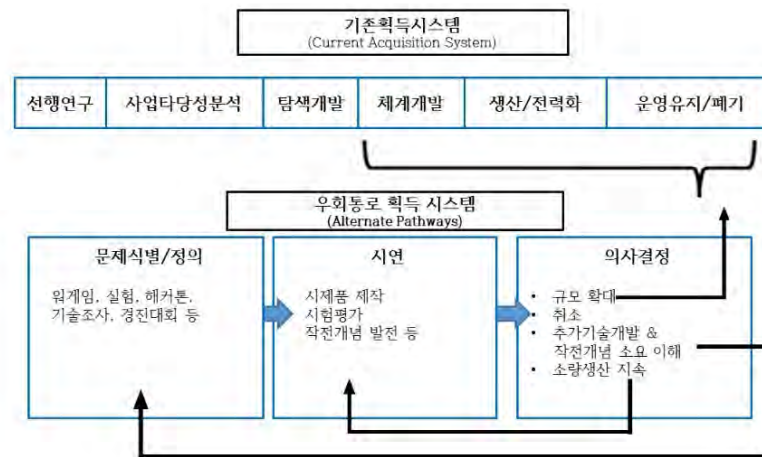 기존획득시스템
(Current Acquisition System)
선행연구 사업타당성분석 탐색개발 체계개발 생산/전력화 운영유지/폐기
우회통로 획득 시스템
(Alternate Pathways)
문제식별/정의
워게임, 실험, 해커톤,
기술조사, 경진대회 등
시연
시제품 제작
시험평가
작전개념 발전 등
의사결정
• 규모 확대
• 취소
• 추가기술개발 &
작전개념 소요 이해
• 소량생산 지속